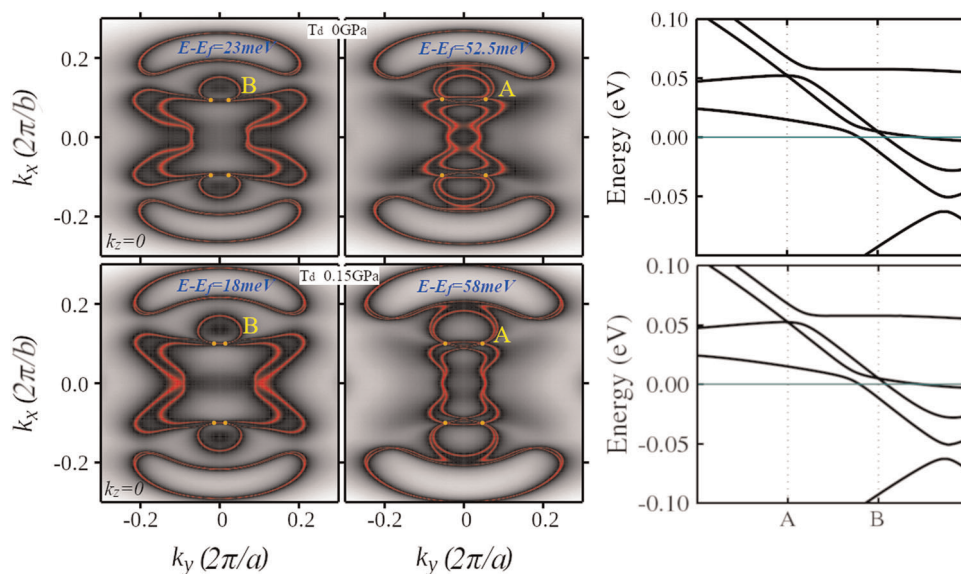 Td 0GPa
E-Ef=23meV
E-Ef=52.5meV
B
A
0.2
0.0
-0.2
kx (2π/b)
kz=0
Td 0.15GPa
E-Ef=18meV
E-Ef=58meV
B
A
0.2
0.0
-0.2
kx (2π/b)
kz=0
-0.2
0
0.2
-0.2
0
0.2
ky (2π/a)
ky (2π/a)
0.10
0.05
0.00
-0.05
Energy (eV)
0.10
0.05
0.00
-0.05
-0.10
Energy (eV)
A
B